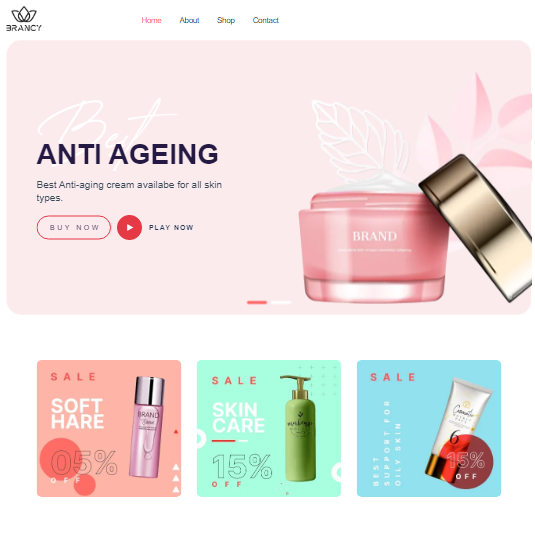 BRANCY
Home About Shop Contact
Best
ANTI AGEING
Best Anti-aging cream availabe for all skin
types.
BUY NOW
PLAY NOW
BRAND
SALE
SOFT
HARE
05%
OFF
BRAND
SALE
SKIN
CARE
15%
OFF
SALE
BEST
SUPPORT FOR
OILY SKIN
Cosmetic
6
15%
OFF